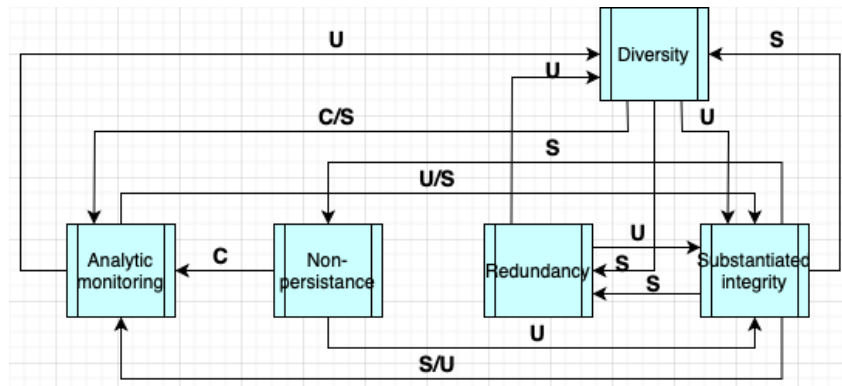 U
S
Diversity
U
C/S
U
S
U/S
Analytic
monitoring
C
Non-
persistance
Redundancy
U
S
S
Substantiated
integrity
U
S/U